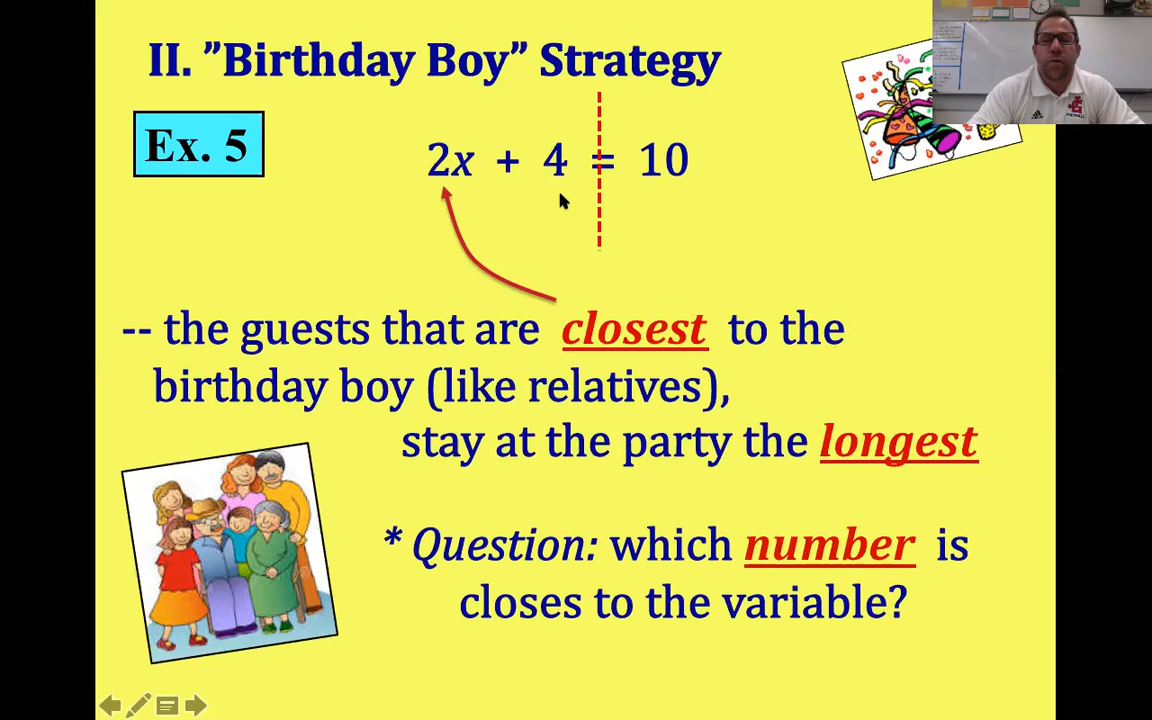 II. ”Birthday Boy” Strategy
Ex. 5
2x + 4 = 10
-- the guests that are closest to the
birthday boy (like relatives),
stay at the party the longest
* Question: which number is
closes to the variable?